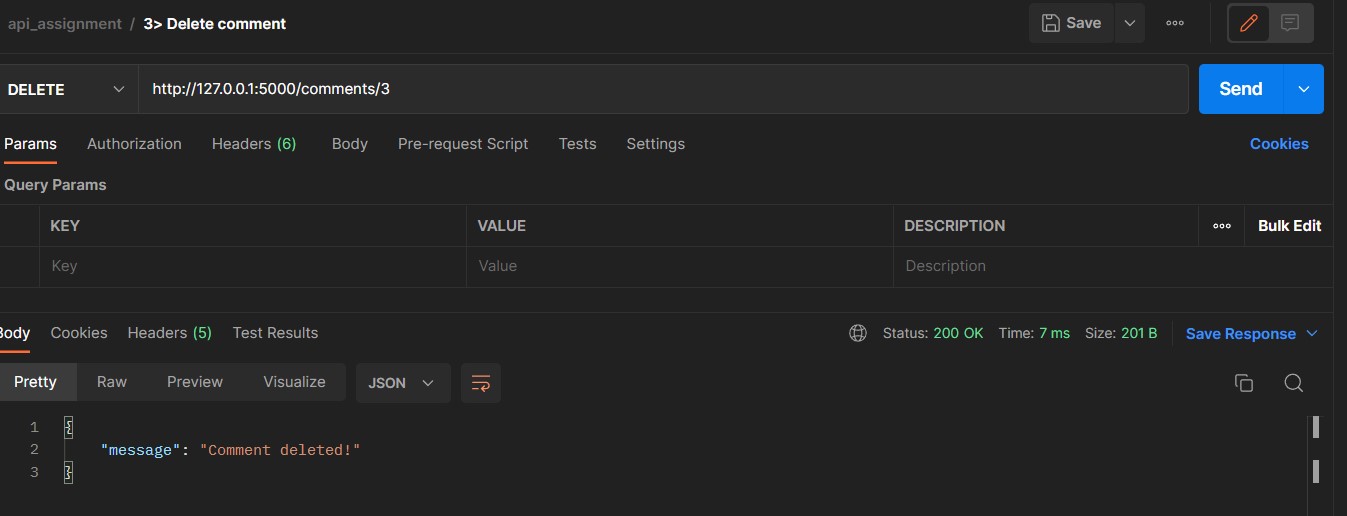 api_assignment / 3> Delete comment Save
DELETE http://127.0.0.1:5000/comments/3 Send
Params Authorization Headers (6) Body Pre-request Script Tests Settings Cookies
Query Params
KEY VALUE DESCRIPTION Bulk Edit
Key Value Description
Body Cookies Headers (5) Test Results Status: 200 OK Time: 7 ms Size: 201 B Save Response
Pretty Raw Preview Visualize JSON
1 {
2 "message": "Comment deleted!"
3 }